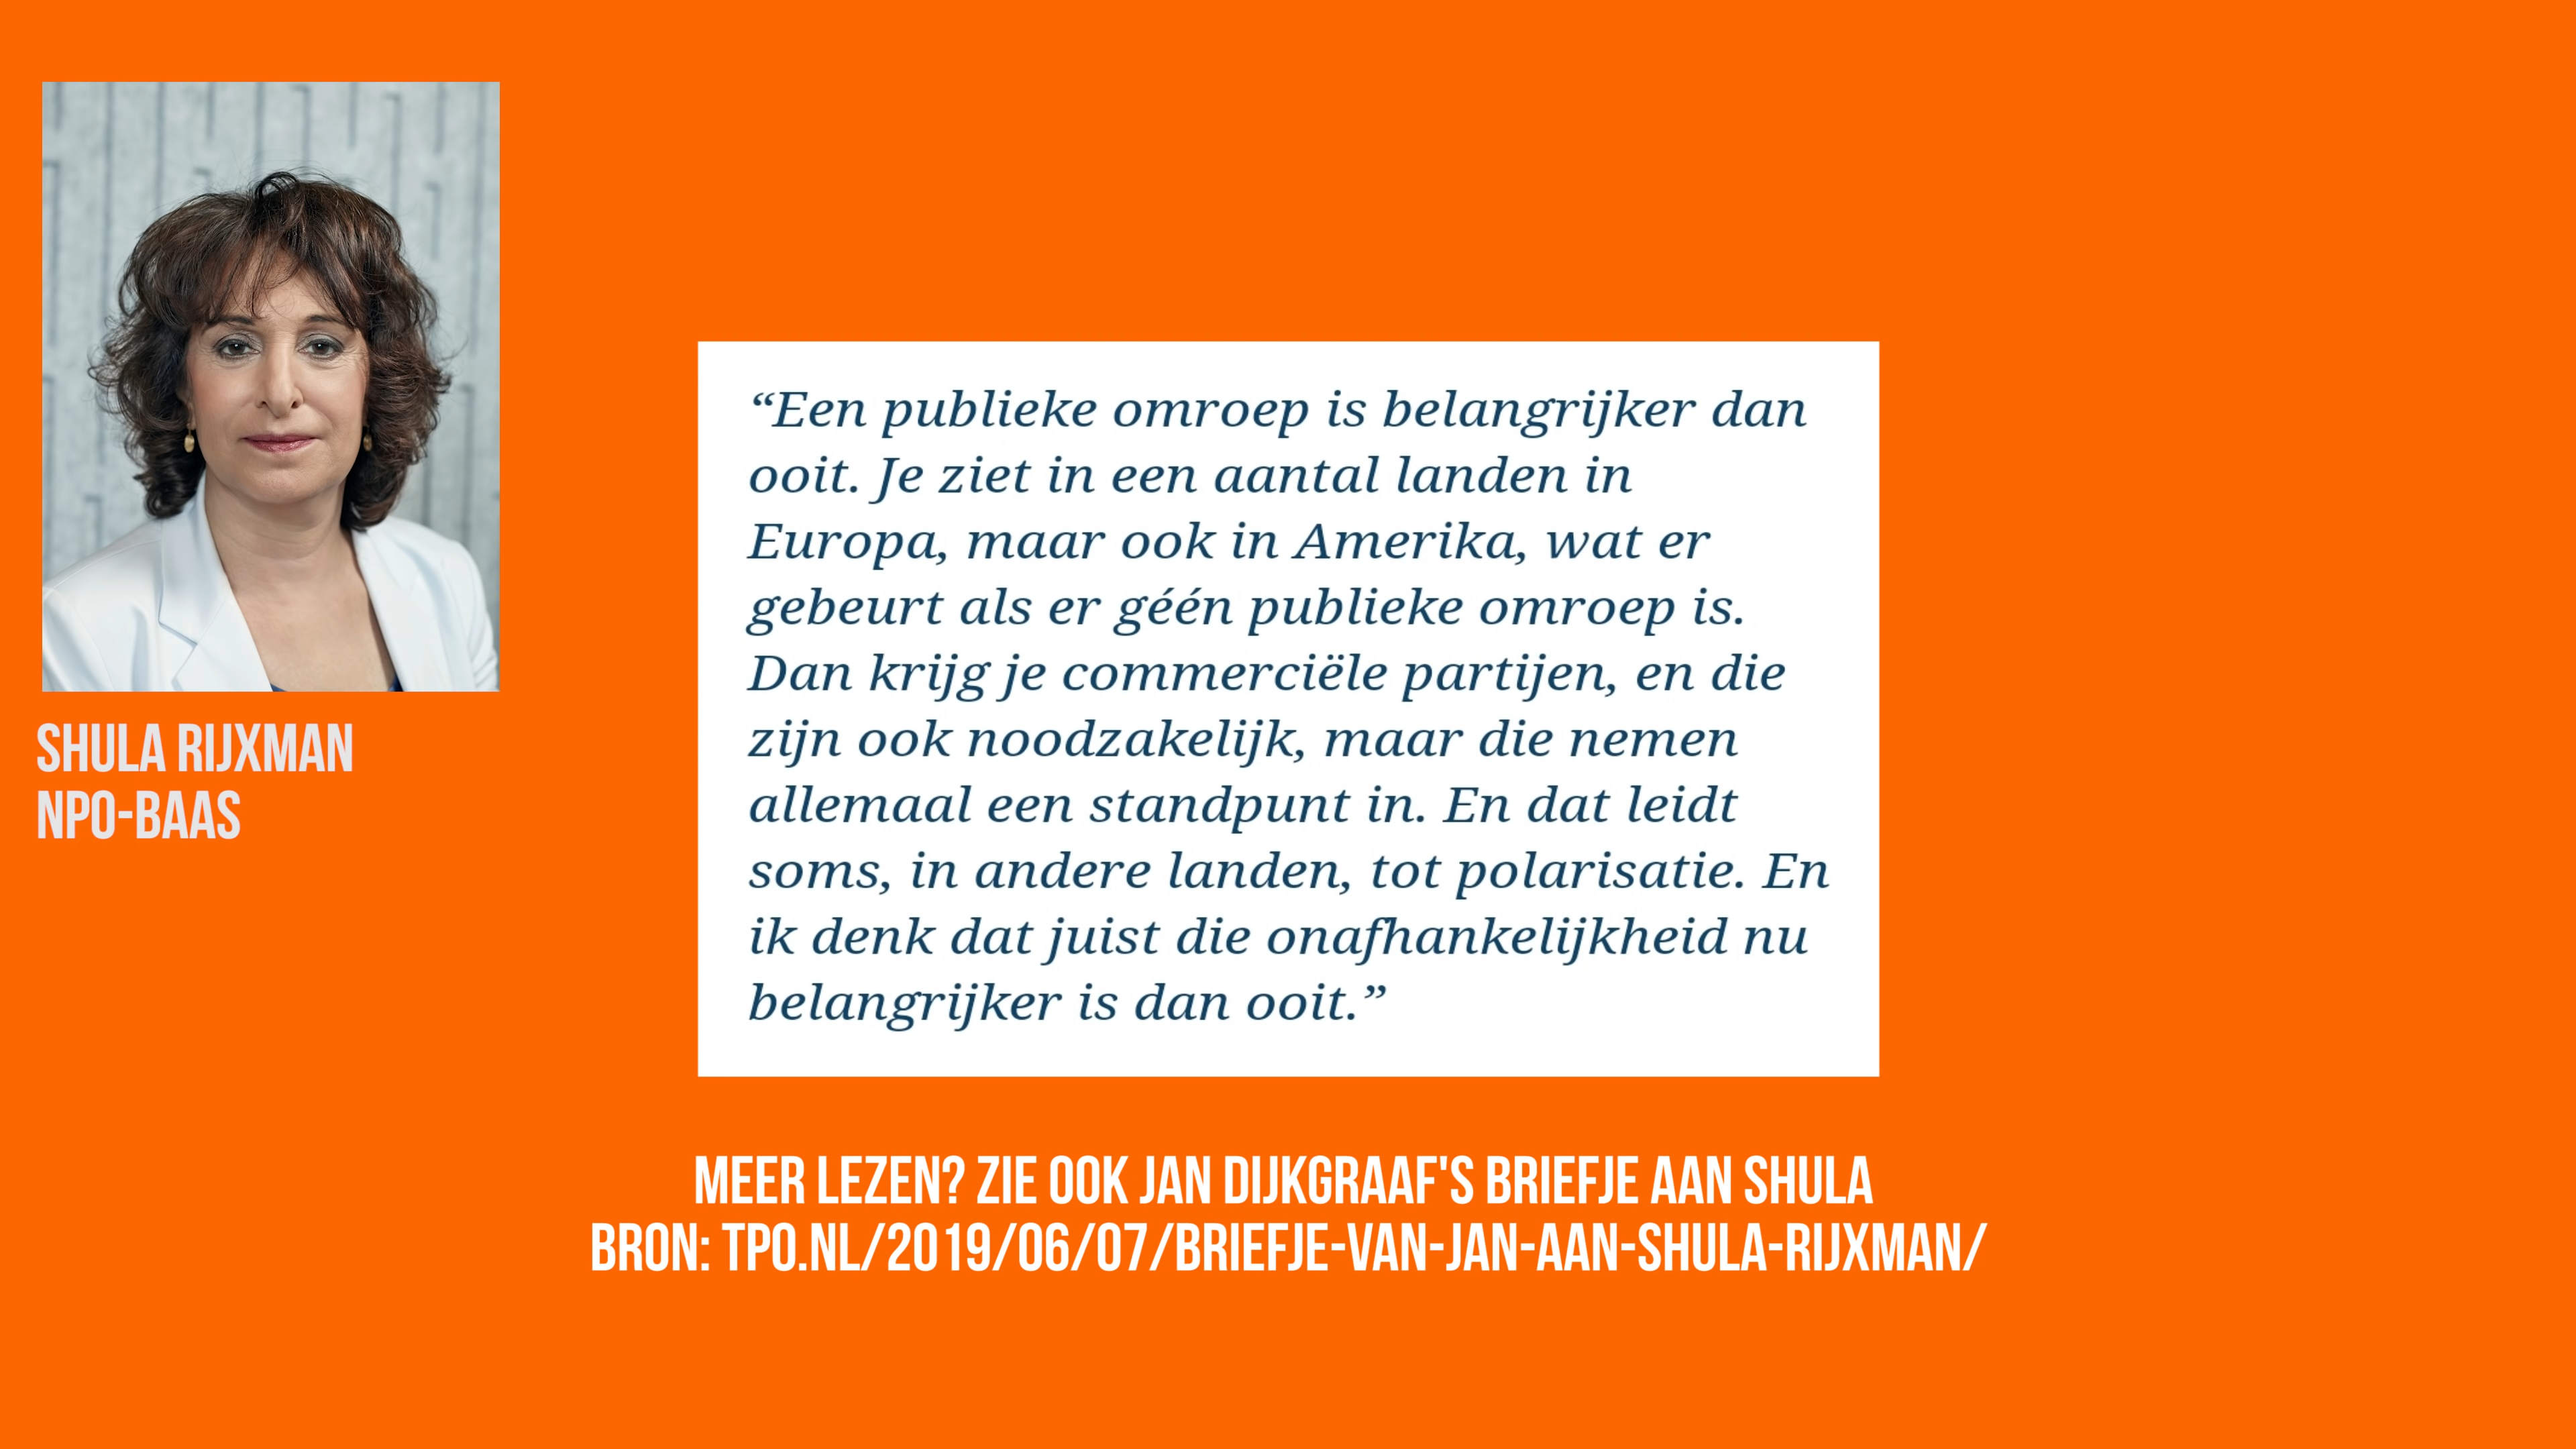 SHULA RIJXMAN
NPO-BAAS
“Een publieke omroep is belangrijker dan
ooit. Je ziet in een aantal landen in
Europa, maar ook in Amerika, wat er
gebeurt als er géén publieke omroep is.
Dan krijg je commerciële partijen, en die
zijn ook noodzakelijk, maar die nemen
allemaal een standpunt in. En dat leidt
soms, in andere landen, tot polarisatie. En
ik denk dat juist die onafhankelijkheid nu
belangrijker is dan ooit.”
MEER LEZEN? ZIE OOK JAN DIJKGRAAF'S BRIEFJE AAN SHULA
BRON: TPO.NL/2019/06/07/BRIEFJE-VAN-JAN-AAN-SHULA-RIJXMAN/